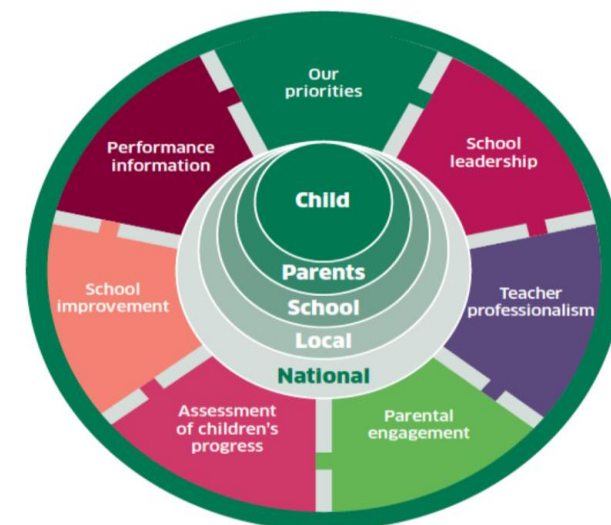 Our
priorities
School
leadership
Teacher
professionalism
Parental
engagement
Assessment
of children's
progress
School
improvement
Performance
information
Child
Parents
School
Local
National